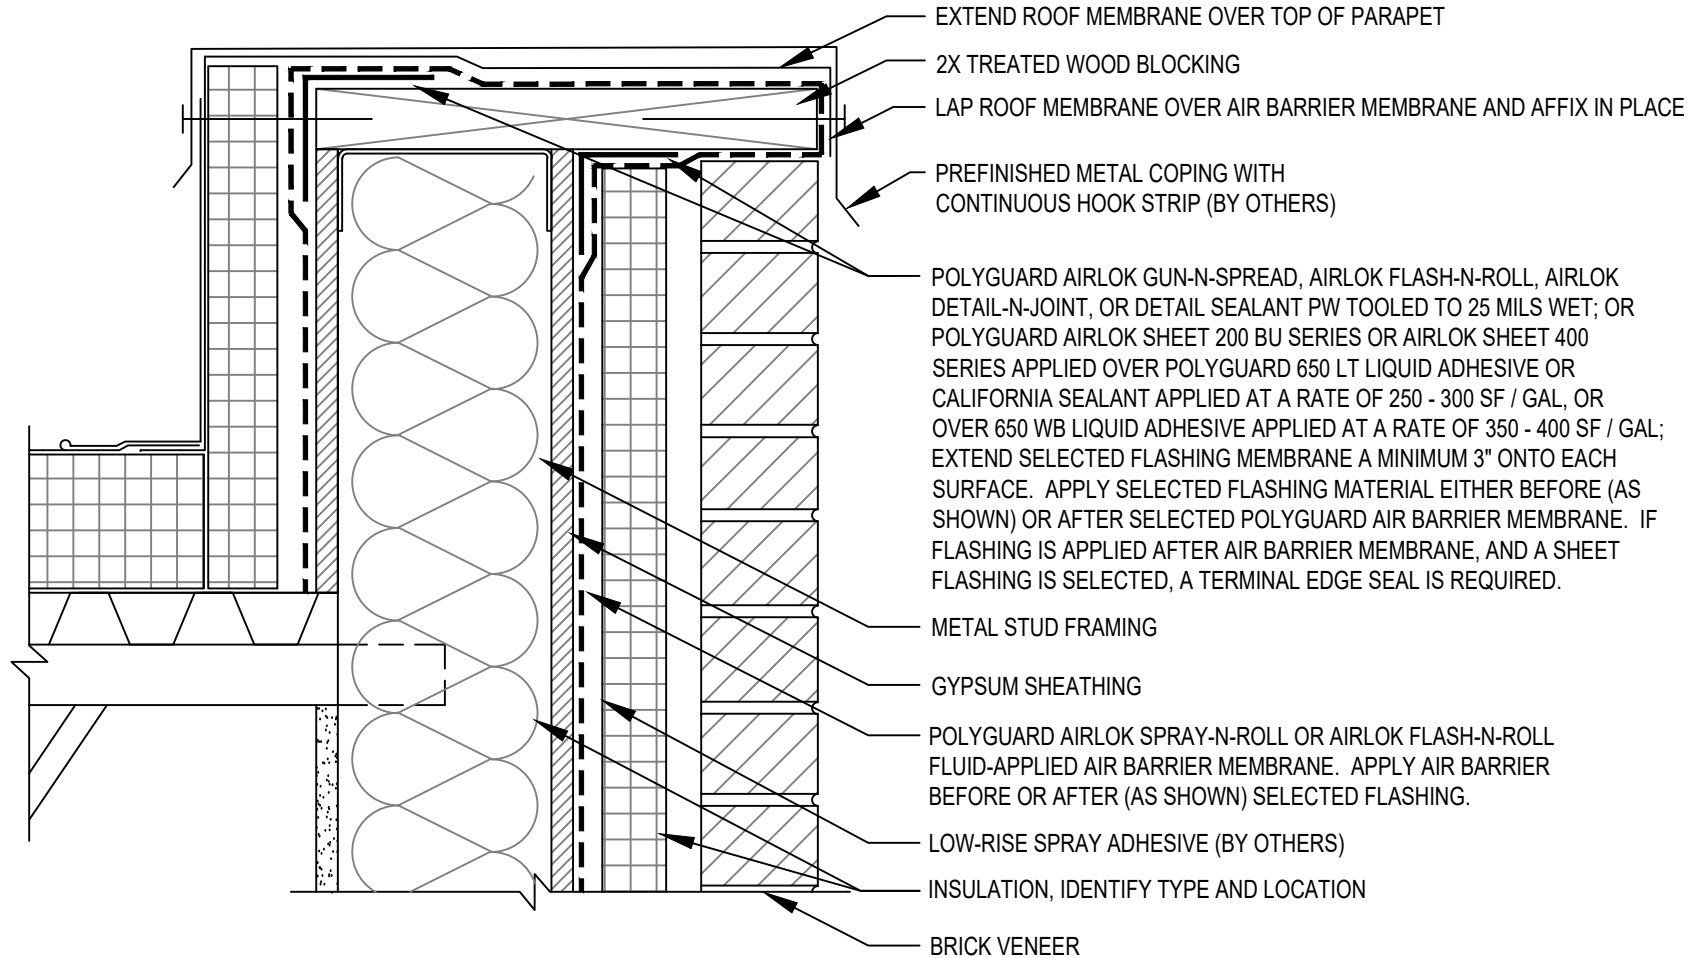 EXTEND ROOF MEMBRANE OVER TOP OF PARAPET
2X TREATED WOOD BLOCKING
LAP ROOF MEMBRANE OVER AIR BARRIER MEMBRANE AND AFFIX IN PLACE
PREFINISHED METAL COPING WITH
CONTINUOUS HOOK STRIP (BY OTHERS)
POLYGUARD AIRLOK GUN-N-SPREAD, AIRLOK FLASH-N-ROLL, AIRLOK
DETAIL-N-JOINT, OR DETAIL SEALANT PW TOOLED TO 25 MILS WET; OR
POLYGUARD AIRLOK SHEET 200 BU SERIES OR AIRLOK SHEET 400
SERIES APPLIED OVER POLYGUARD 650 LT LIQUID ADHESIVE OR
CALIFORNIA SEALANT APPLIED AT A RATE OF 250 - 300 SF / GAL, OR
OVER 650 WB LIQUID ADHESIVE APPLIED AT A RATE OF 350 - 400 SF / GAL;
EXTEND SELECTED FLASHING MEMBRANE A MINIMUM 3" ONTO EACH
SURFACE.  APPLY SELECTED FLASHING MATERIAL EITHER BEFORE (AS
SHOWN) OR AFTER SELECTED POLYGUARD AIR BARRIER MEMBRANE.  IF
FLASHING IS APPLIED AFTER AIR BARRIER MEMBRANE, AND A SHEET
FLASHING IS SELECTED, A TERMINAL EDGE SEAL IS REQUIRED.
METAL STUD FRAMING
GYPSUM SHEATHING
POLYGUARD AIRLOK SPRAY-N-ROLL OR AIRLOK FLASH-N-ROLL
FLUID-APPLIED AIR BARRIER MEMBRANE.  APPLY AIR BARRIER
BEFORE OR AFTER (AS SHOWN) SELECTED FLASHING.
LOW-RISE SPRAY ADHESIVE (BY OTHERS)
INSULATION, IDENTIFY TYPE AND LOCATION
BRICK VENEER